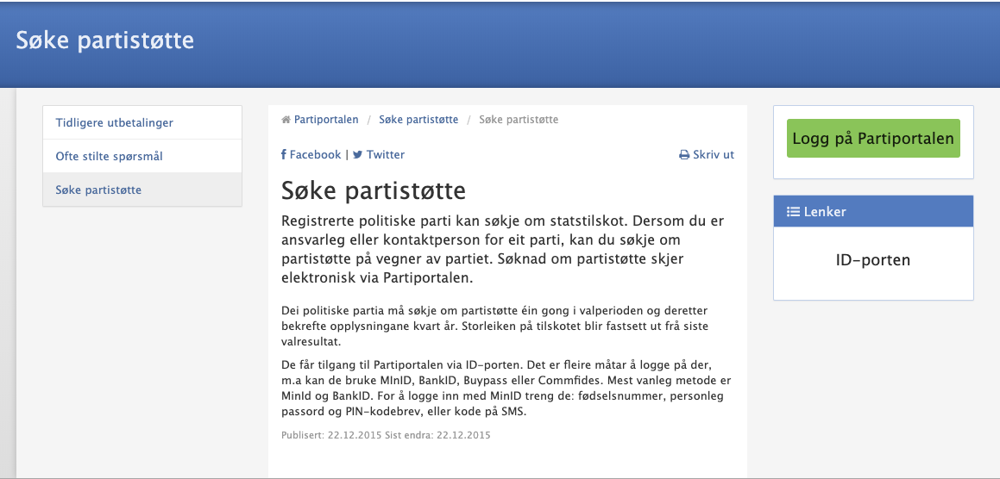 Søke partistøtte
Tidligere utbetalinger
Ofte stilte spørsmål
Søke partistøtte
Partiportalen / Søke partistøtte / Søke partistøtte
Facebook | Twitter
Skriv ut
Søke partistøtte
Registrerte politiske parti kan søkje om statstilskot. Dersom du er
ansvarleg eller kontaktperson for eit parti, kan du søkje om
partistøtte på vegner av partiet. Søknad om partistøtte skjer
elektronisk via Partiportalen.
Dei politiske partia må søkje om partistøtte éin gong i valperioden og deretter
bekrefte opplysningane kvart år. Storleiken på tilskotet blir fastsett ut frå siste
valresultat.
De får tilgang til Partiportalen via ID-porten. Det er fleire måtar å logge på der,
m.a kan de bruke MInID, BankID, Buypass eller Commfides. Mest vanleg metode er
MinId og BankID. For å logge inn med MinID treng de: fødselsnummer, personleg
passord og PIN-kodebrev, eller kode på SMS.
Publisert: 22.12.2015 Sist endra: 22.12.2015
Logg på Partiportalen
Lenker
ID-porten